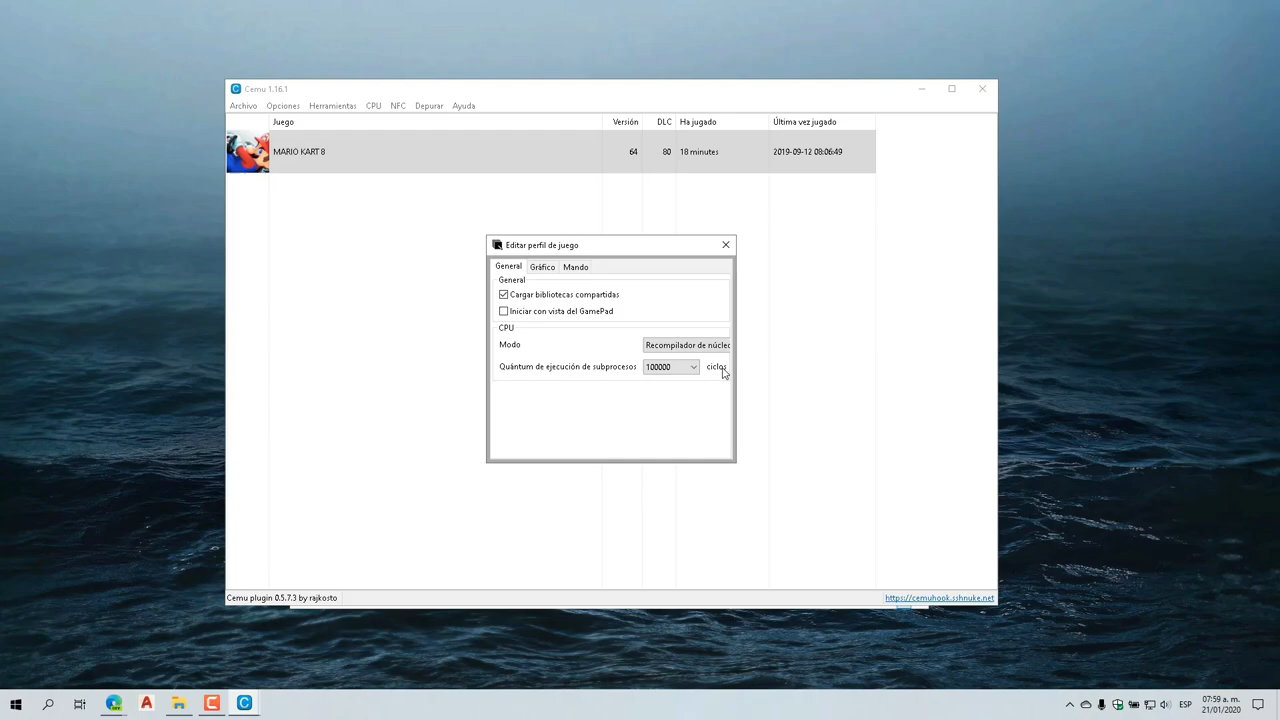 Cemu 1.16.1
Archivo Opciones Herramientas CPU NFC Depurar Ayuda
Juego Versión DLC Ha jugado Última vez jugado
MARIO KART 8 64 80 18 minutes 2019-09-12 08:06:49
Editar perfil de juego
General Gráfico Mando
General
Cargar bibliotecas compartidas
Iniciar con vista del GamePad
CPU
Modo Recompilador de núclec
Quántum de ejecución de subprocesos 100000 ciclos
Cemu plugin 0.5.7.3 by rajkosto https://cemuhook.sshnuke.net
ESP 07:59 a. m.
21/01/2020